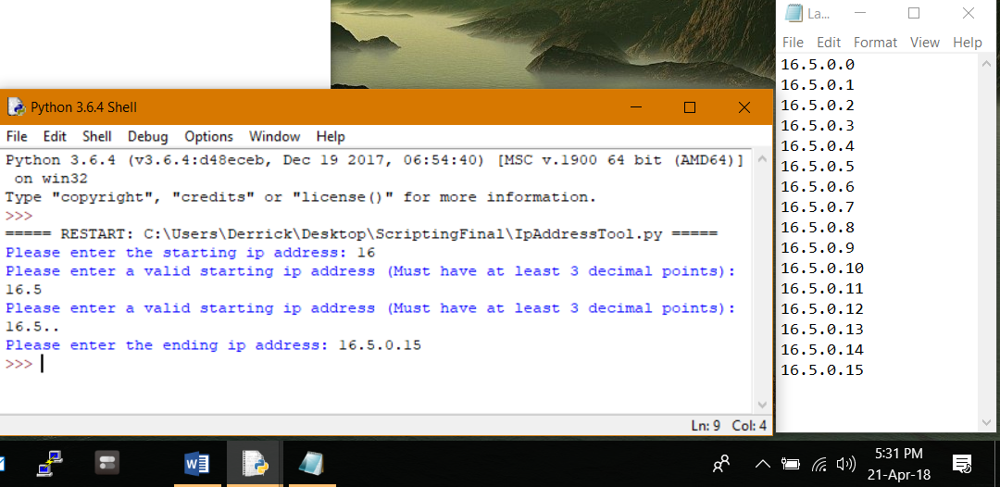 Python 3.6.4 Shell
File Edit Shell Debug Options Window Help
Python 3.6.4 (v3.6.4:d48eceb, Dec 19 2017, 06:54:40) [MSC v.1900 64 bit (AMD64)]
on win32
Type "copyright", "credits" or "license()" for more information.
>>>
===== RESTART: C:\Users\Derrick\Desktop\ScriptingFinal\IpAddressTool.py =====
Please enter the starting ip address: 16
Please enter a valid starting ip address (Must have at least 3 decimal points):
16.5
Please enter a valid starting ip address (Must have at least 3 decimal points):
16.5..
Please enter the ending ip address: 16.5.0.15
>>>
Ln: 9 Col: 4
La...
File Edit Format View Help
16.5.0.0
16.5.0.1
16.5.0.2
16.5.0.3
16.5.0.4
16.5.0.5
16.5.0.6
16.5.0.7
16.5.0.8
16.5.0.9
16.5.0.10
16.5.0.11
16.5.0.12
16.5.0.13
16.5.0.14
16.5.0.15
5:31 PM
21-Apr-18